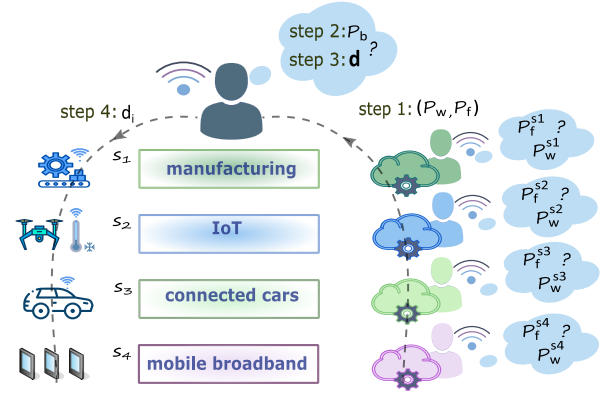 step 2: P_b
step 3: d ?
step 4: d_i
step 1: (P_w, P_f)
s_1 manufacturing
P_f^s1 ?
P_w^s1
s_2 IoT
P_f^s2 ?
P_w^s2
s_3 connected cars
P_f^s3 ?
P_w^s3
s_4 mobile broadband
P_f^s4 ?
P_w^s4